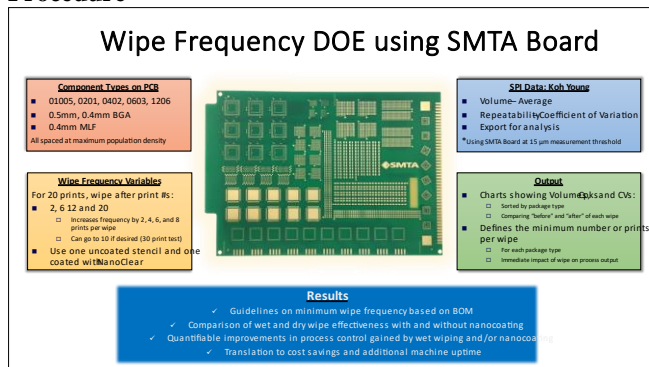 Procedure
Wipe Frequency DOE using SMTA Board
Component Types on PCB
01005, 0201, 0402, 0603, 1206
0.5mm, 0.4mm BGA
0.4mm MLF
All spaced at maximum population density
Wipe Frequency Variables
For 20 prints, wipe after print #s:
2, 6 12 and 20
Increases frequency by 2, 4, 6, and 8
prints per wipe
Can go to 10 if desired (30 print test)
Use one uncoated stencil and one
coated with NanoClear
SMTA
SPI Data: Koh Young
Volume – Average
Repeatability – Coefficient of Variation
Export for analysis
*Using SMTA Board at 15 µm measurement threshold
Output
Charts showing Volumes, Cpks and CVs:
Sorted by package type
Comparing "before" and "after" of each wipe
Defines the minimum number or prints
per wipe
For each package type
Immediate impact of wipe on process output
Results
✓ Guidelines on minimum wipe frequency based on BOM
✓ Comparison of wet and dry wipe effectiveness with and without nanocoating
✓ Quantifiable improvements in process control gained by wet wiping and/or nanocoating
✓ Translation to cost savings and additional machine uptime